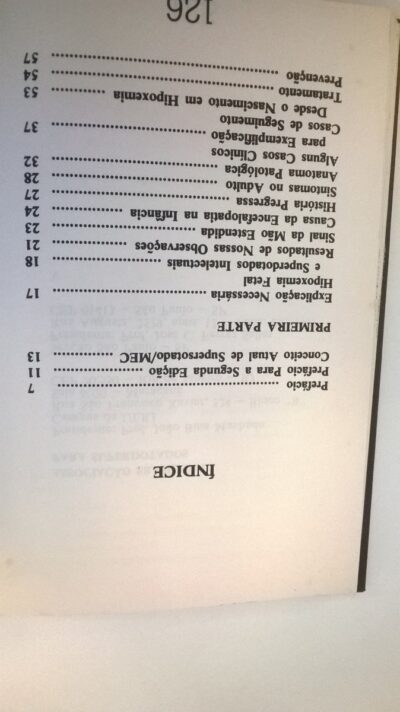 ÍNDICE
Prefácio 7
Prefácio Para a Segunda Edição 11
Conceito Atual de Supersotado/MEC 13
PRIMEIRA PARTE
Explicação Necessária 17
Hipoxemia Fetal
e Superdotados Intelectuais 18
Resultados de Nossas Observações 21
Sinal da Mão Estendida 23
Causa da Encefalopatia na Infância 24
História Pregressa 27
Sintomas no Adulto 28
Anatomia Patológica 32
Alguns Casos Clínicos
para Exemplificação 37
Casos de Seguimento
Desde o Nascimento em Hipoxemia 53
Tratamento 54
Prevenção 57
126